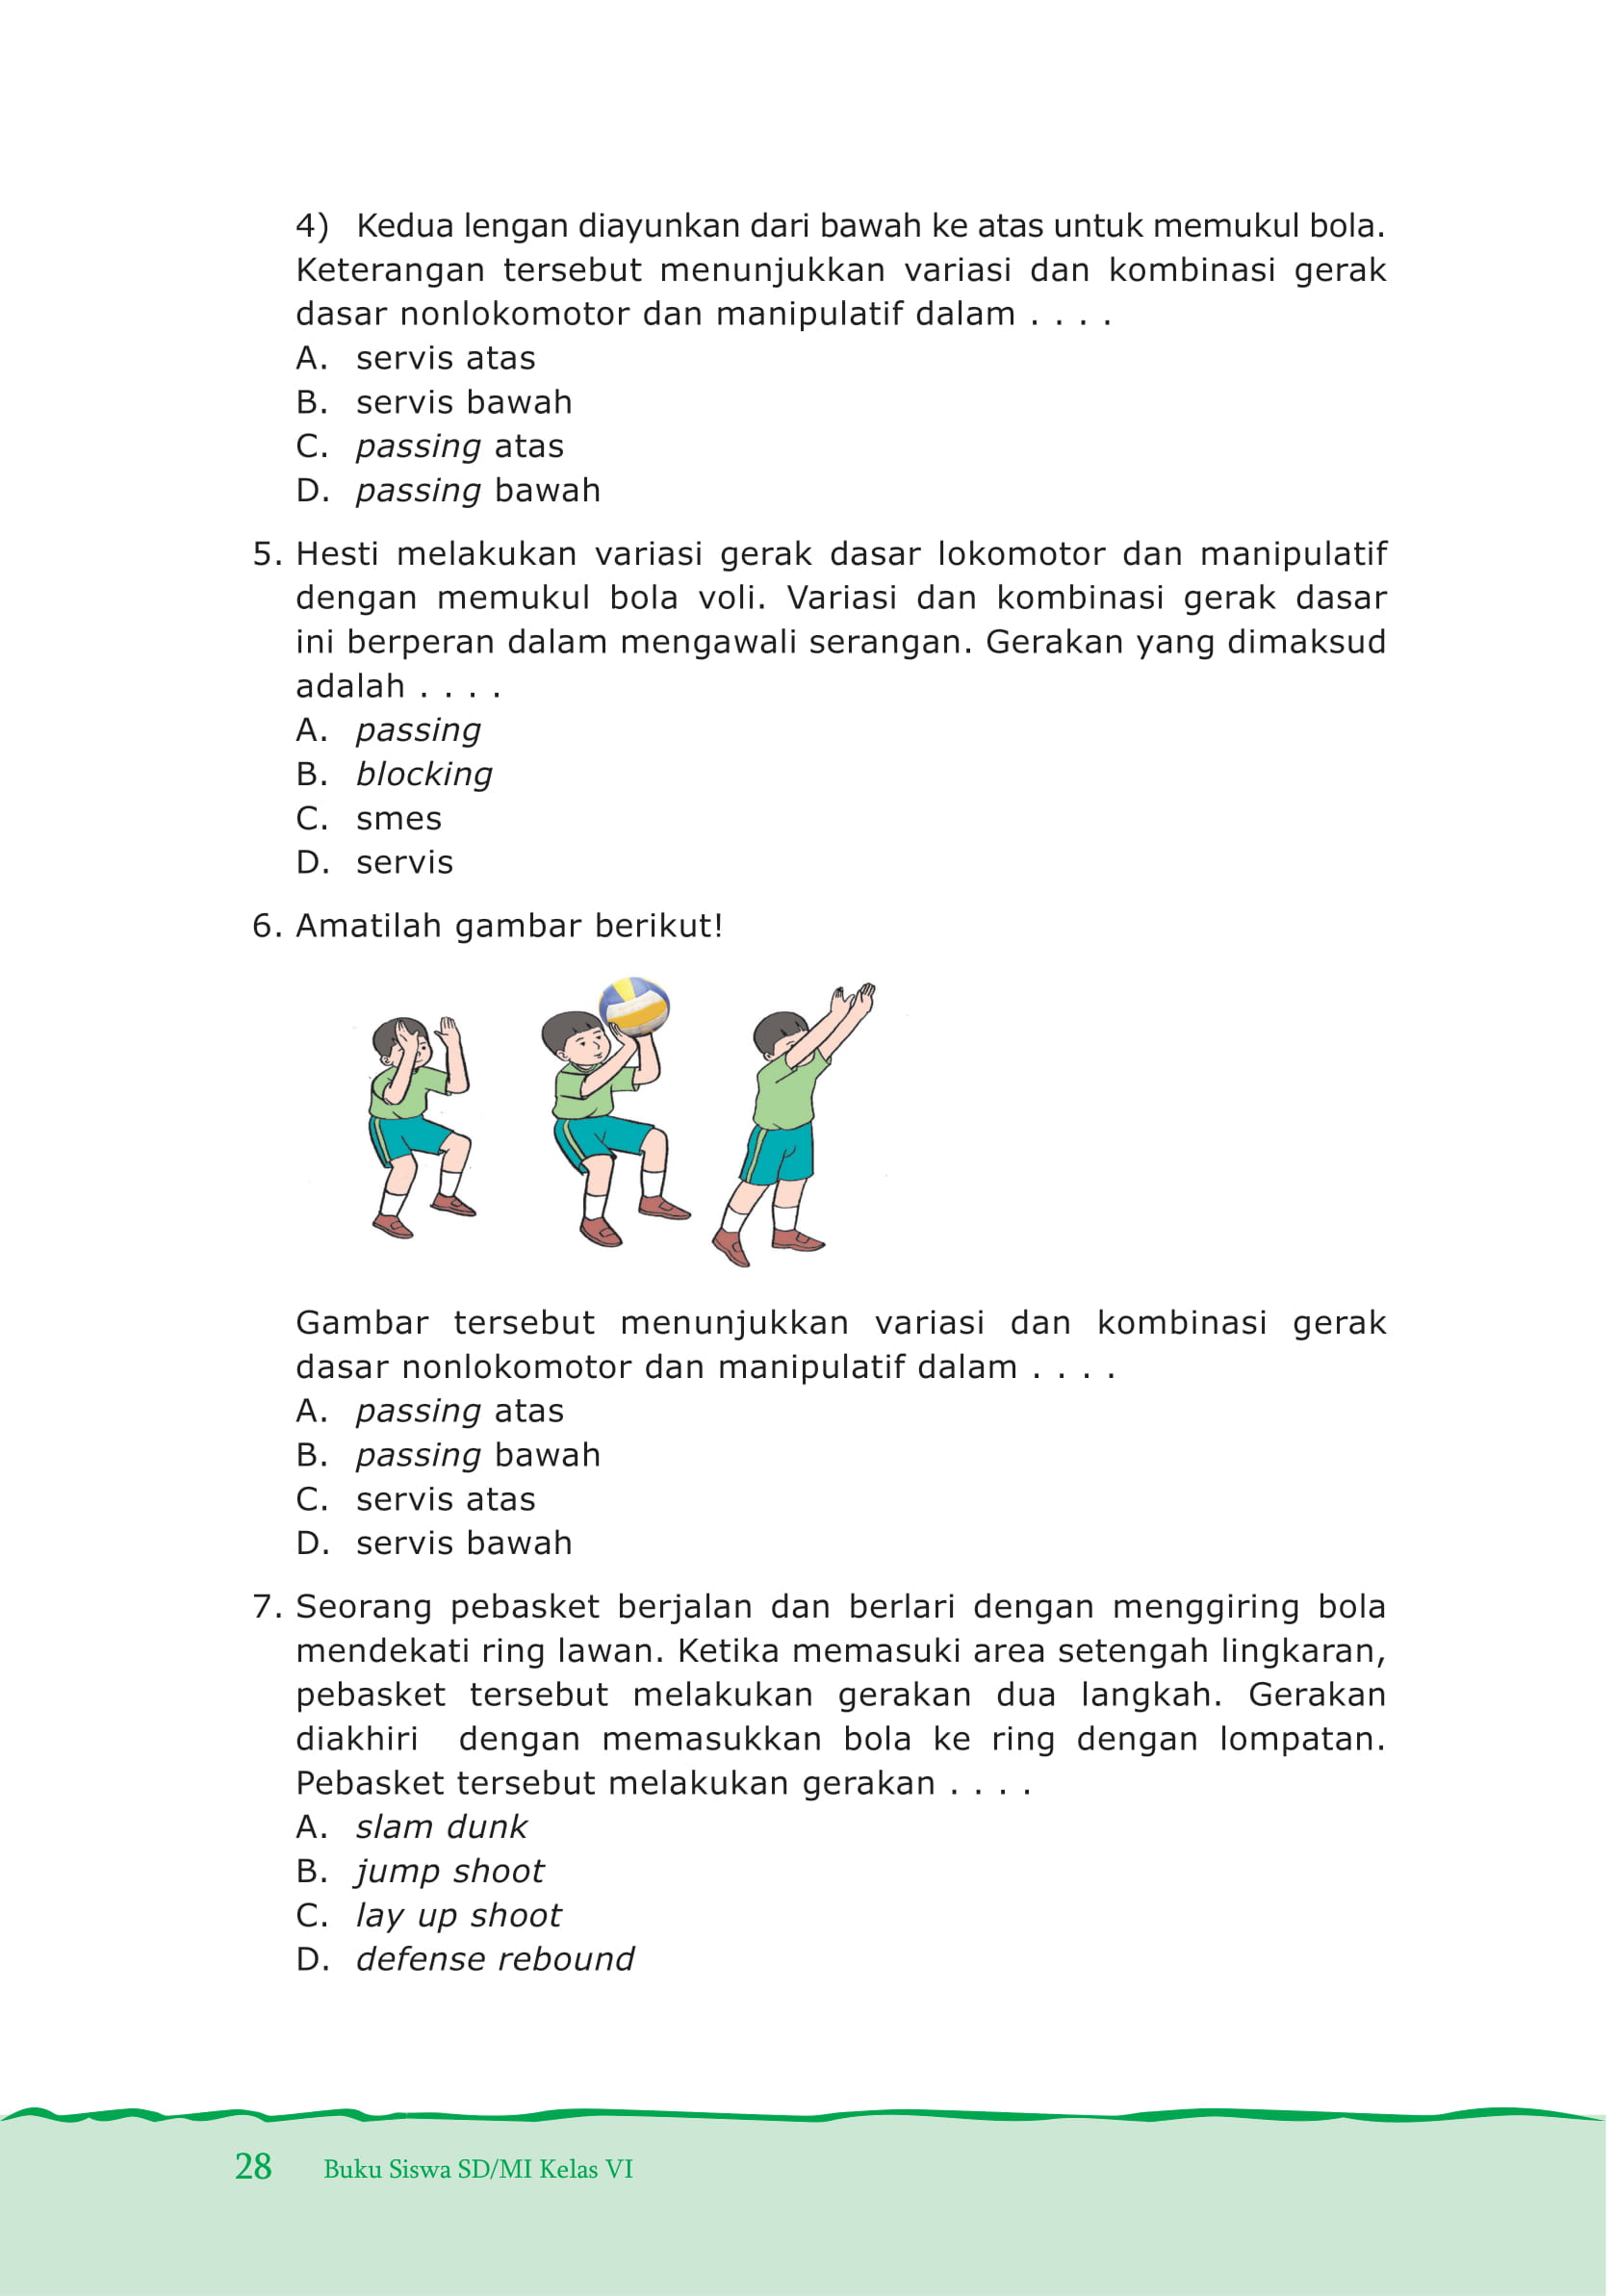 4) Kedua lengan diayunkan dari bawah ke atas untuk memukul bola.
Keterangan tersebut menunjukkan variasi dan kombinasi gerak
dasar nonlokomotor dan manipulatif dalam . . . .
A. servis atas
B. servis bawah
C. passing atas
D. passing bawah
5. Hesti melakukan variasi gerak dasar lokomotor dan manipulatif
dengan memukul bola voli. Variasi dan kombinasi gerak dasar
ini berperan dalam mengawali serangan. Gerakan yang dimaksud
adalah . . . .
A. passing
B. blocking
C. smes
D. servis
6. Amatilah gambar berikut!
Gambar tersebut menunjukkan variasi dan kombinasi gerak
dasar nonlokomotor dan manipulatif dalam . . . .
A. passing atas
B. passing bawah
C. servis atas
D. servis bawah
7. Seorang pebasket berjalan dan berlari dengan menggiring bola
mendekati ring lawan. Ketika memasuki area setengah lingkaran,
pebasket tersebut melakukan gerakan dua langkah. Gerakan
diakhiri dengan memasukkan bola ke ring dengan lompatan.
Pebasket tersebut melakukan gerakan . . . .
A. slam dunk
B. jump shoot
C. lay up shoot
D. defense rebound
28 Buku Siswa SD/MI Kelas VI